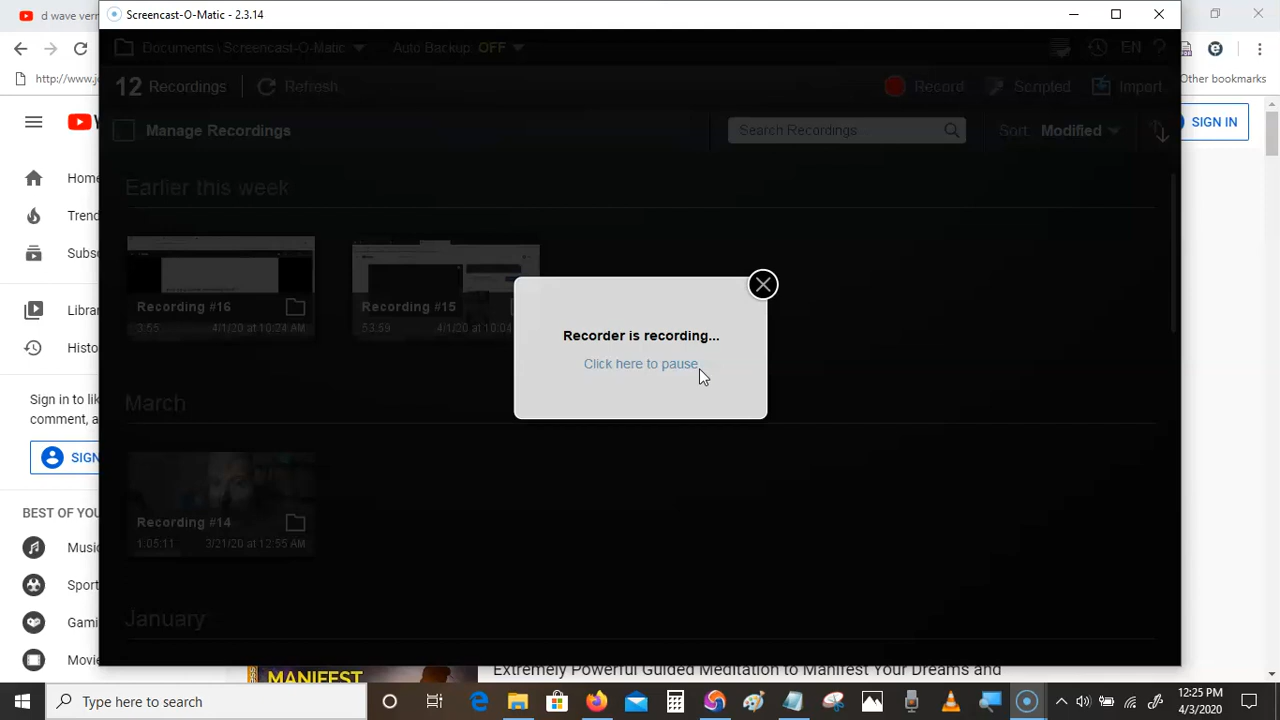 d wave vern
Screencast-O-Matic - 2.3.14
http://www.jo
Other bookmarks
Documents \ Screencast-O-Matic
Auto Backup: OFF
EN
?
12 Recordings
Refresh
Record
Scripted
Import
Manage Recordings
Search Recordings...
Sort: Modified
SIGN IN
Earlier this week
Recording #16
3:55
4/1/20 at 10:24 AM
Recording #15
53:59
4/1/20 at 10:04
Recorder is recording...
Click here to pause.
March
Recording #14
1:05:11
3/21/20 at 12:55 AM
January
Home
Trend
Subsc
Librar
Histo
Sign in to lik
comment, a
SIGN
BEST OF YOU
Music
Sport
Gami
Movie
MANIFEST
Extremely Powerful Guided Meditation to Manifest Your Dreams and
Type here to search
12:25 PM
4/3/2020